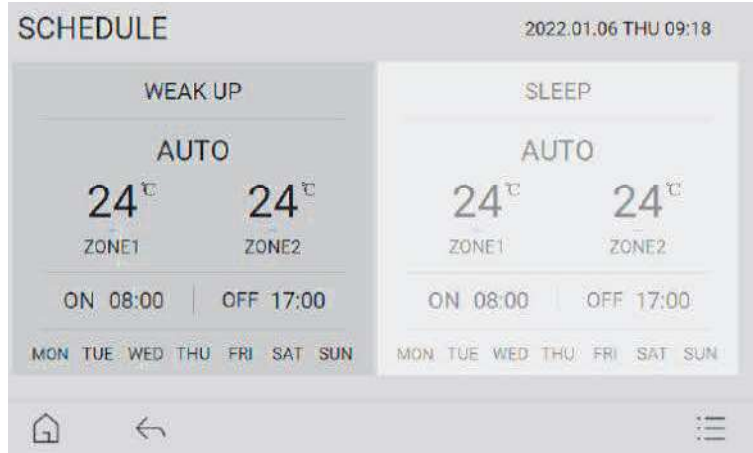 SCHEDULE
2022.01.06 THU 09:18
WEAK UP
AUTO
24℃ 24℃
ZONE1 ZONE2
ON 08:00 OFF 17:00
MON TUE WED THU FRI SAT SUN
SLEEP
AUTO
24℃ 24℃
ZONE1 ZONE2
ON 08:00 OFF 17:00
MON TUE WED THU FRI SAT SUN